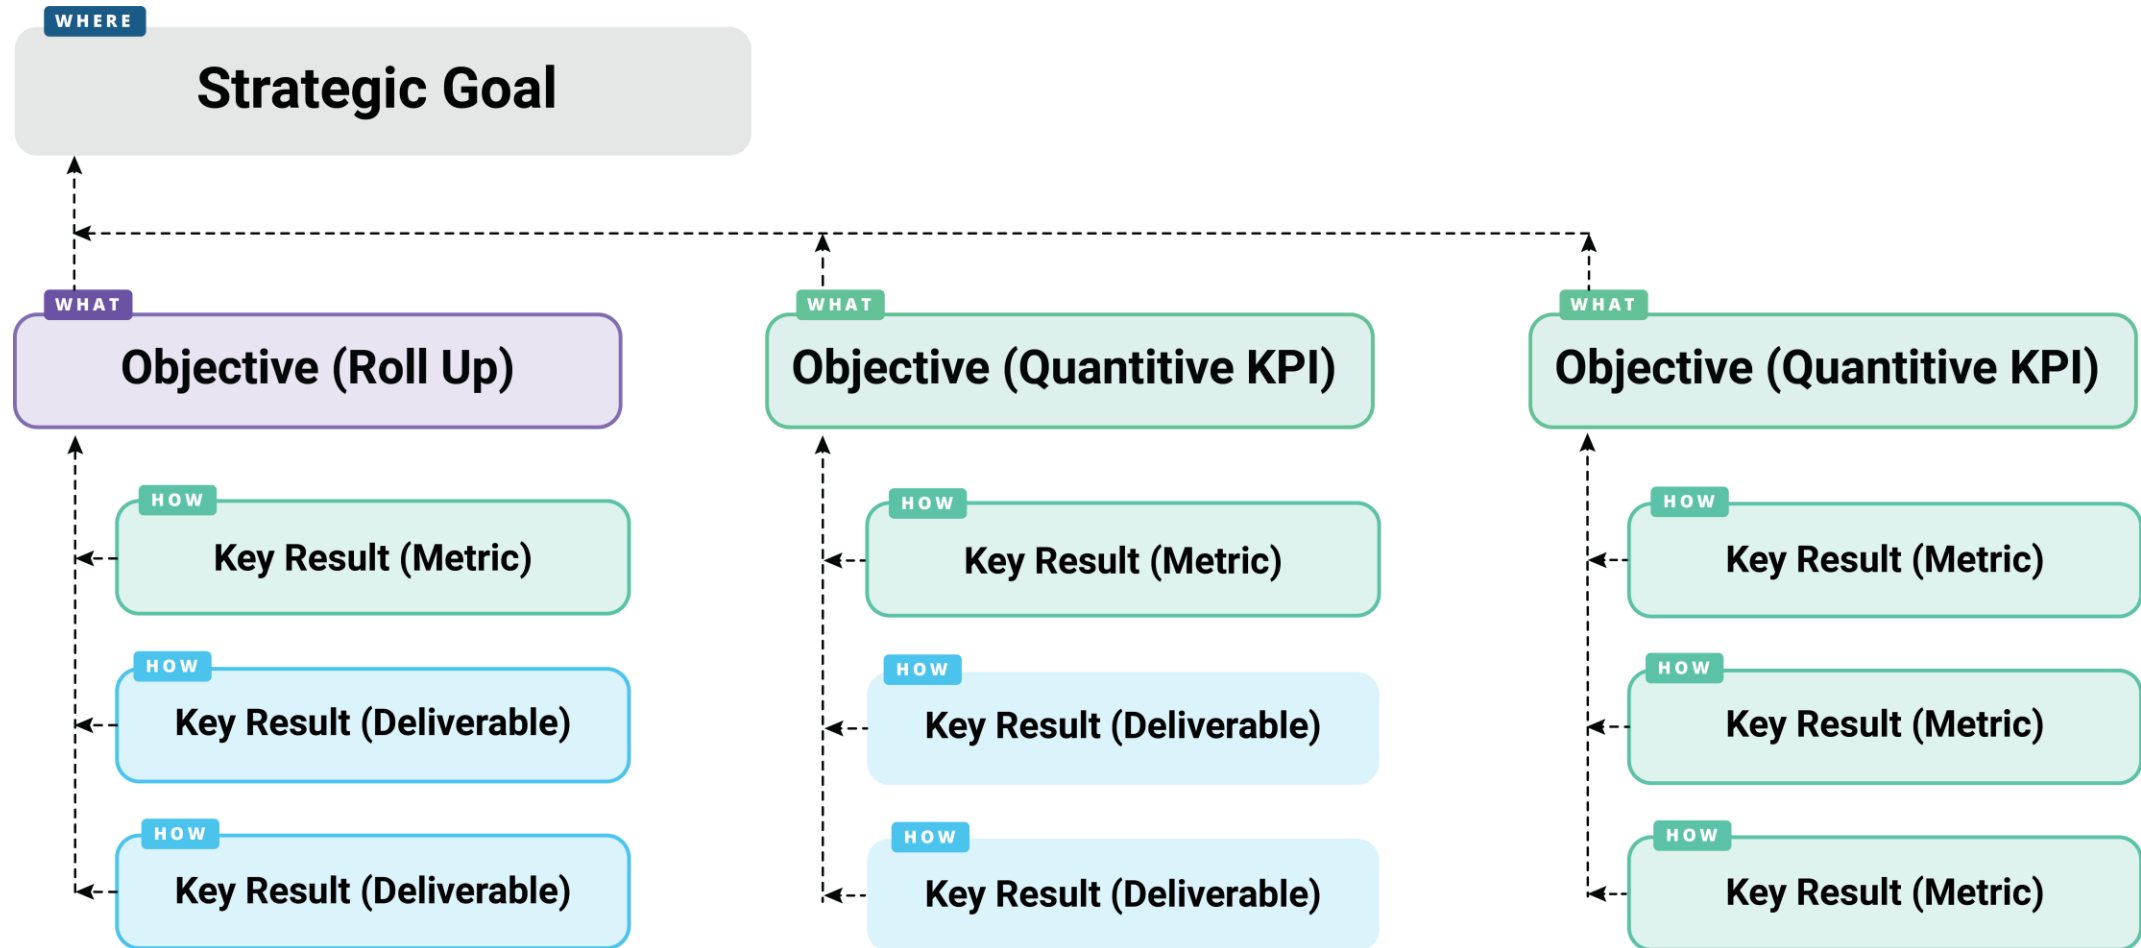 WHERE
Strategic Goal
WHAT
Objective (Roll Up)
WHAT
Objective (Quantitive KPI)
WHAT
Objective (Quantitive KPI)
HOW
Key Result (Metric)
HOW
Key Result (Deliverable)
HOW
Key Result (Deliverable)
HOW
Key Result (Metric)
HOW
Key Result (Deliverable)
HOW
Key Result (Deliverable)
HOW
Key Result (Metric)
HOW
Key Result (Metric)
HOW
Key Result (Metric)